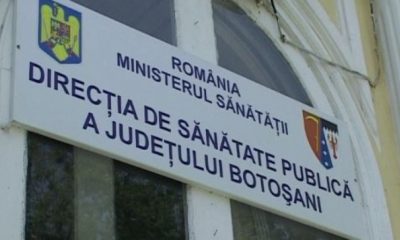 ROMÂNIA
MINISTERUL SĂNĂTĂȚII
DIRECȚIA DE SĂNĂTATE PUBLICĂ
A JUDEȚULUI BOTOȘANI